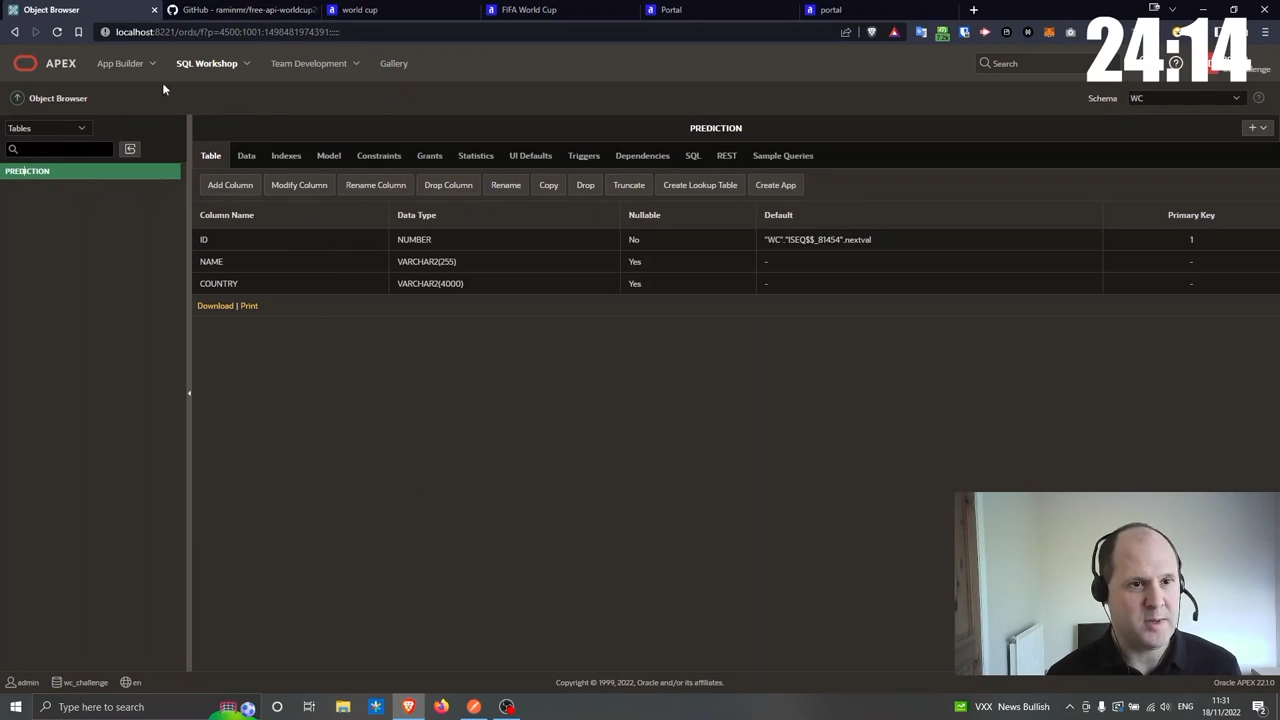 Object Browser
GitHub - raminmr/free-api-worldcup2
world cup
FIFA World Cup
Portal
portal
localhost:8221/ords/f?p=4500:1001:1498481974391:::::
24:14
APEX
App Builder
SQL Workshop
Team Development
Gallery
Search
Object Browser
Schema
WC
Tables
PREDICTION
PREDICTION
Table
Data
Indexes
Model
Constraints
Grants
Statistics
UI Defaults
Triggers
Dependencies
SQL
REST
Sample Queries
Add Column
Modify Column
Rename Column
Drop Column
Rename
Copy
Drop
Truncate
Create Lookup Table
Create App
Column Name
Data Type
Nullable
Default
Primary Key
ID
NUMBER
No
"WC"."ISEQ$$_81454".nextval
1
NAME
VARCHAR2(255)
Yes
-
-
COUNTRY
VARCHAR2(4000)
Yes
-
-
Download | Print
admin
wc_challenge
en
Copyright © 1999, 2022, Oracle and/or its affiliates.
Oracle APEX 22.1.0
Type here to search
VXX News Bullish
11:31
18/11/2022